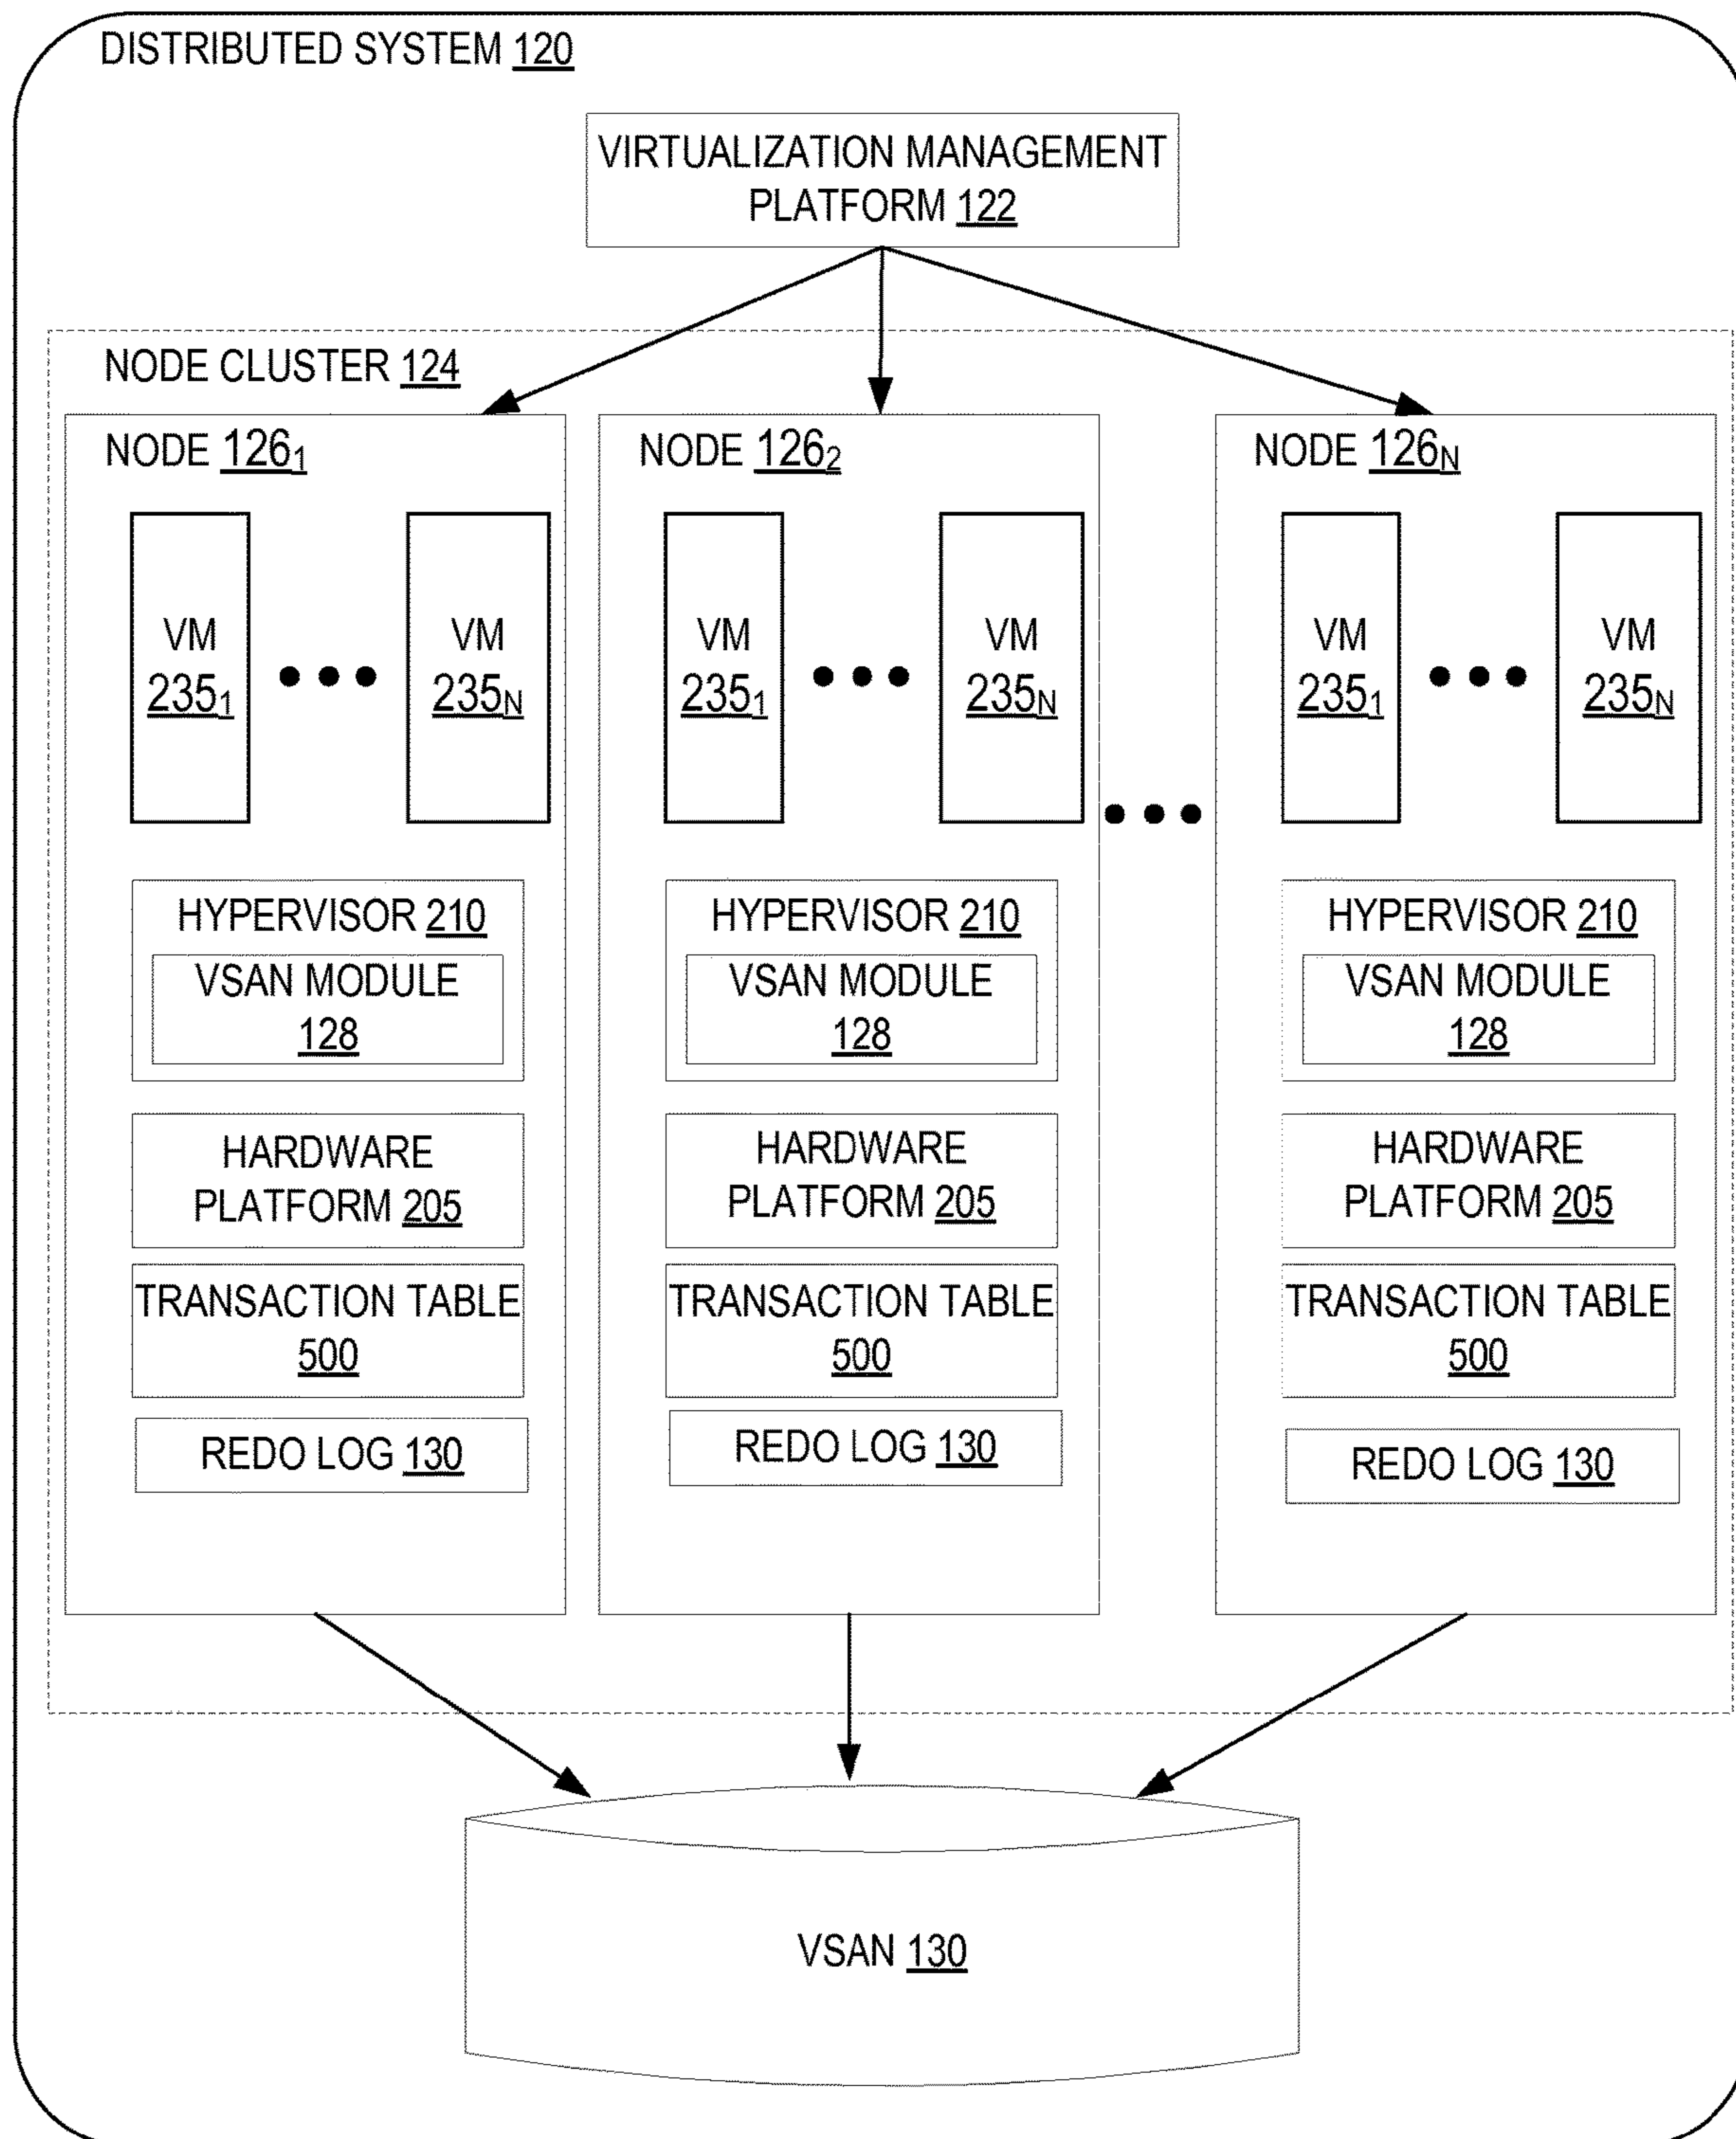 DISTRIBUTED SYSTEM 120
VIRTUALIZATION MANAGEMENT
PLATFORM 122
NODE CLUSTER 124
NODE 126₁
VM
235₁
VM
235N
HYPERVISOR 210
VSAN MODULE
128
HARDWARE
PLATFORM 205
TRANSACTION TABLE
500
REDO LOG 130
NODE 126₂
VM
235₁
VM
235N
HYPERVISOR 210
VSAN MODULE
128
HARDWARE
PLATFORM 205
TRANSACTION TABLE
500
REDO LOG 130
NODE 126N
VM
235₁
VM
235N
HYPERVISOR 210
VSAN MODULE
128
HARDWARE
PLATFORM 205
TRANSACTION TABLE
500
REDO LOG 130
VSAN 130